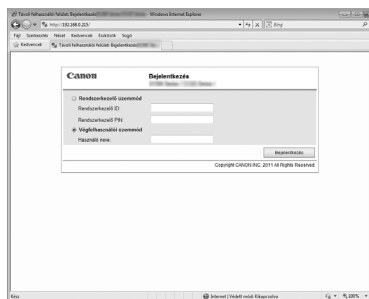 Távoli felhasználói felület: Bejelentkezés - Windows Internet Explorer
http://192.168.0.215/
Bing
Fájl Szerkesztés Nézet Kedvencek Eszközök Súgó
Kedvencek Távoli felhasználói felület: Bejelentkezés
Canon Bejelentkezés
Rendszerkezelő üzemmód
Rendszerkezelő ID:
Rendszerkezelő PIN:
Végfelhasználói üzemmód
Használó neve:
Bejelentkezés
Copyright CANON INC. 2011 All Rights Reserved
Kész Internet | Védett mód: Kikapcsolva 100%